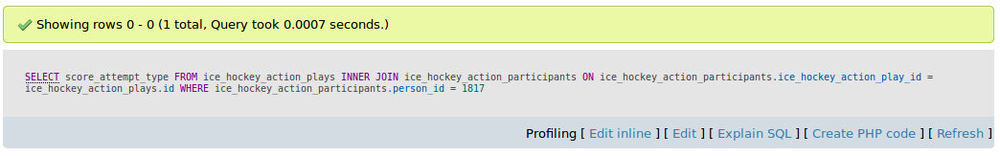 Showing rows 0 - 0 (1 total, Query took 0.0007 seconds.)
SELECT score_attempt_type FROM ice_hockey_action_plays INNER JOIN ice_hockey_action_participants ON ice_hockey_action_participants.ice_hockey_action_play_id =
ice_hockey_action_plays.id WHERE ice_hockey_action_participants.person_id = 1817
Profiling [ Edit inline ] [ Edit ] [ Explain SQL ] [ Create PHP code ] [ Refresh ]